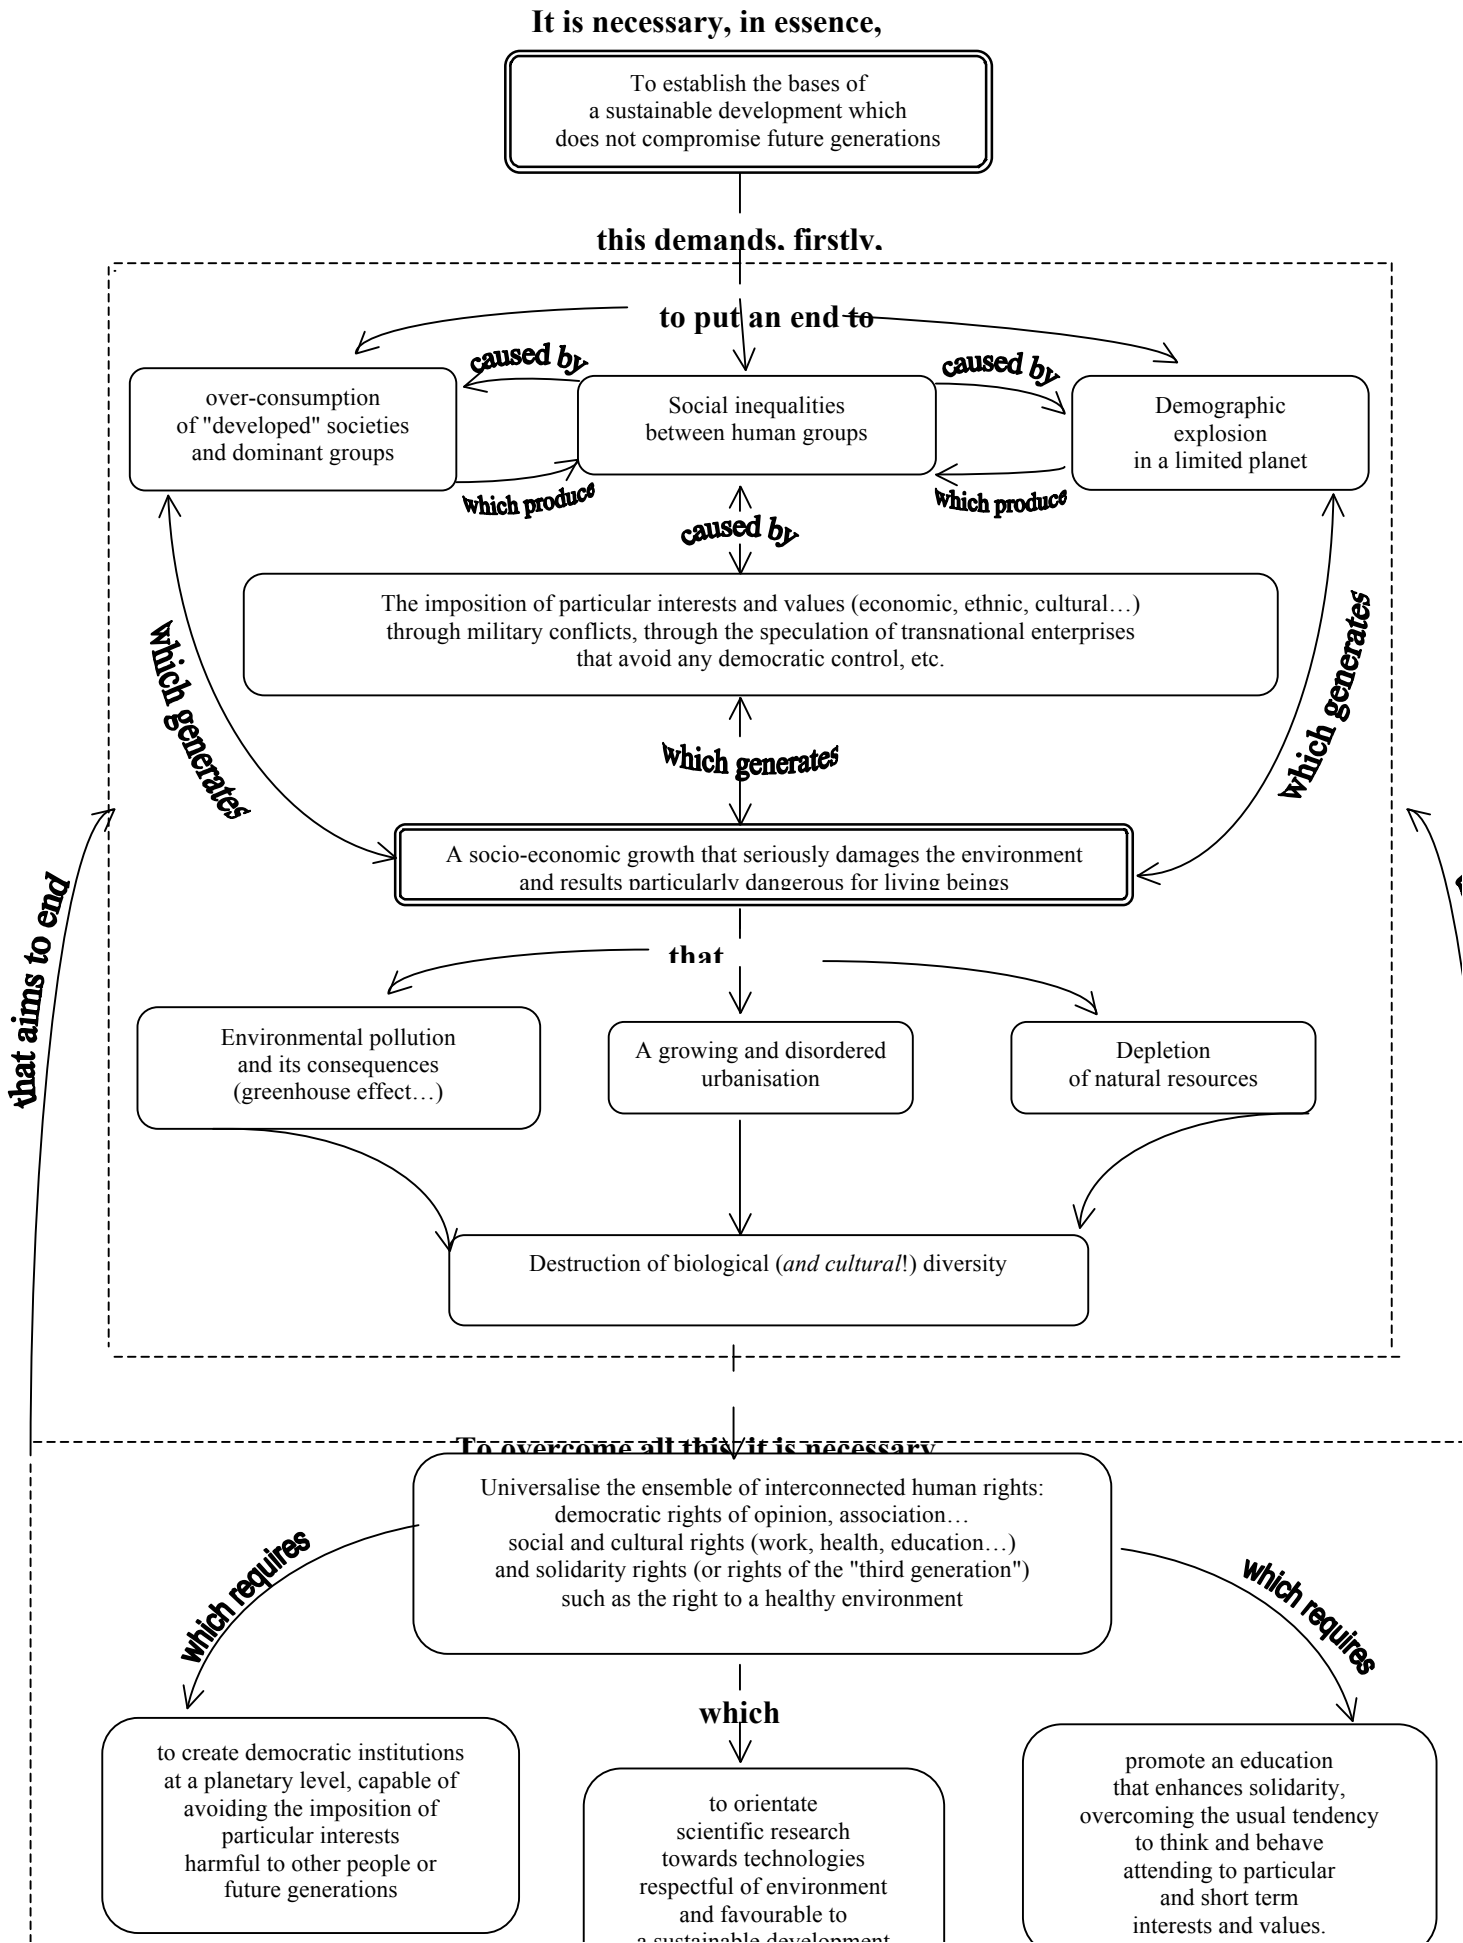 It is necessary, in essence,
To establish the bases of
a sustainable development which
does not compromise future generations
this demands, firstly,
to put an end to
caused by
caused by
over-consumption
of "developed" societies
and dominant groups
Social inequalities
between human groups
Demographic
explosion
in a limited planet
which produce
which produce
caused by
The imposition of particular interests and values (economic, ethnic, cultural…)
through military conflicts, through the speculation of transnational enterprises
that avoid any democratic control, etc.
which generates
which generates
which generates
A socio-economic growth that seriously damages the environment
and results particularly dangerous for living beings
that aims to end
that
Environmental pollution
and its consequences
(greenhouse effect…)
A growing and disordered
urbanisation
Depletion
of natural resources
Destruction of biological (and cultural!) diversity
To overcome all this, it is necessary
Universalise the ensemble of interconnected human rights:
democratic rights of opinion, association…
social and cultural rights (work, health, education…)
and solidarity rights (or rights of the "third generation")
such as the right to a healthy environment
which requires
which requires
which
to create democratic institutions
at a planetary level, capable of
avoiding the imposition of
particular interests
harmful to other people or
future generations
to orientate
scientific research
towards technologies
respectful of environment
and favourable to
a sustainable development
promote an education
that enhances solidarity,
overcoming the usual tendency
to think and behave
attending to particular
and short term
interests and values.